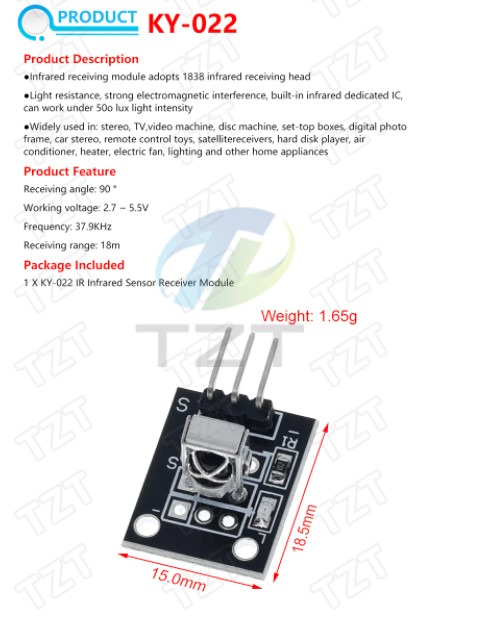 PRODUCT KY-022
Product Description
●Infrared receiving module adopts 1838 infrared receiving head
●Light resistance, strong electromagnetic interference, built-in infrared dedicated IC,
can work under 50o lux light intensity
●Widely used in: stereo, TV,video machine, disc machine, set-top boxes, digital photo
frame, car stereo, remote control toys, satellitereceivers, hard disk player, air
conditioner, heater, electric fan, lighting and other home appliances
Product Feature
Receiving angle: 90 °
Working voltage: 2.7 ~ 5.5V
Frequency: 37.9KHz
Receiving range: 18m
Package Included
1 X KY-022 IR Infrared Sensor Receiver Module
Weight: 1.65g
TZT
S
R1
S
18.5mm
15.0mm